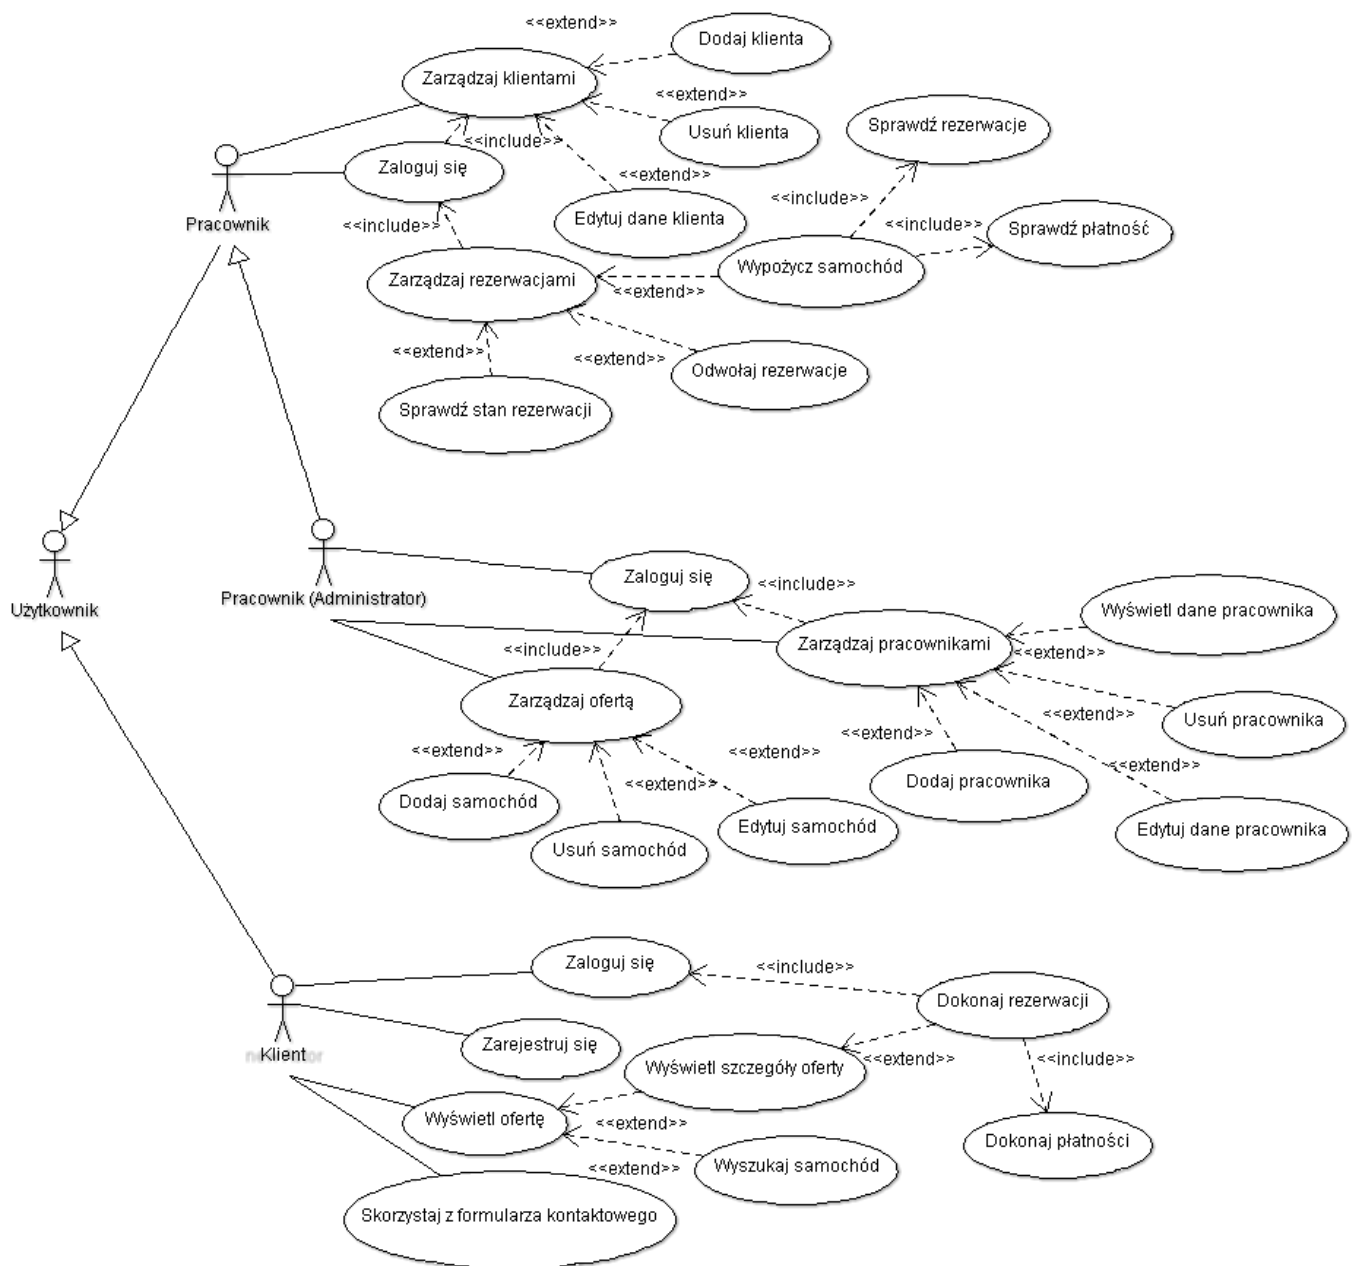 <<extend>>
Dodaj klienta
Zarządzaj klientami
<<extend>>
Usuń klienta
Sprawdź rezerwacje
<<include>>
Zaloguj się
<<extend>>
<<include>>
Pracownik
<<include>>
Edytuj dane klienta
<<include>>
Sprawdź płatność
Zarządzaj rezerwacjami
Wypożycz samochód
<<extend>>
<<extend>>
<<extend>>
Odwołaj rezerwacje
Sprawdź stan rezerwacji
Użytkownik
Pracownik (Administrator)
Zaloguj się
<<include>>
Wyświetl dane pracownika
<<include>>
Zarządzaj pracownikami
<<extend>>
Zarządzaj ofertą
<<extend>>
Usuń pracownika
<<extend>>
<<extend>>
<<extend>>
<<extend>>
<<extend>>
Dodaj samochód
Dodaj pracownika
Usuń samochód
Edytuj samochód
Edytuj dane pracownika
Zaloguj się
<<include>>
Dokonaj rezerwacji
Klient
Zarejestruj się
Wyświetl szczegóły oferty
<<extend>>
<<include>>
Wyświetl ofertę
<<extend>>
Dokonaj płatności
<<extend>>
Wyszukaj samochód
Skorzystaj z formularza kontaktowego